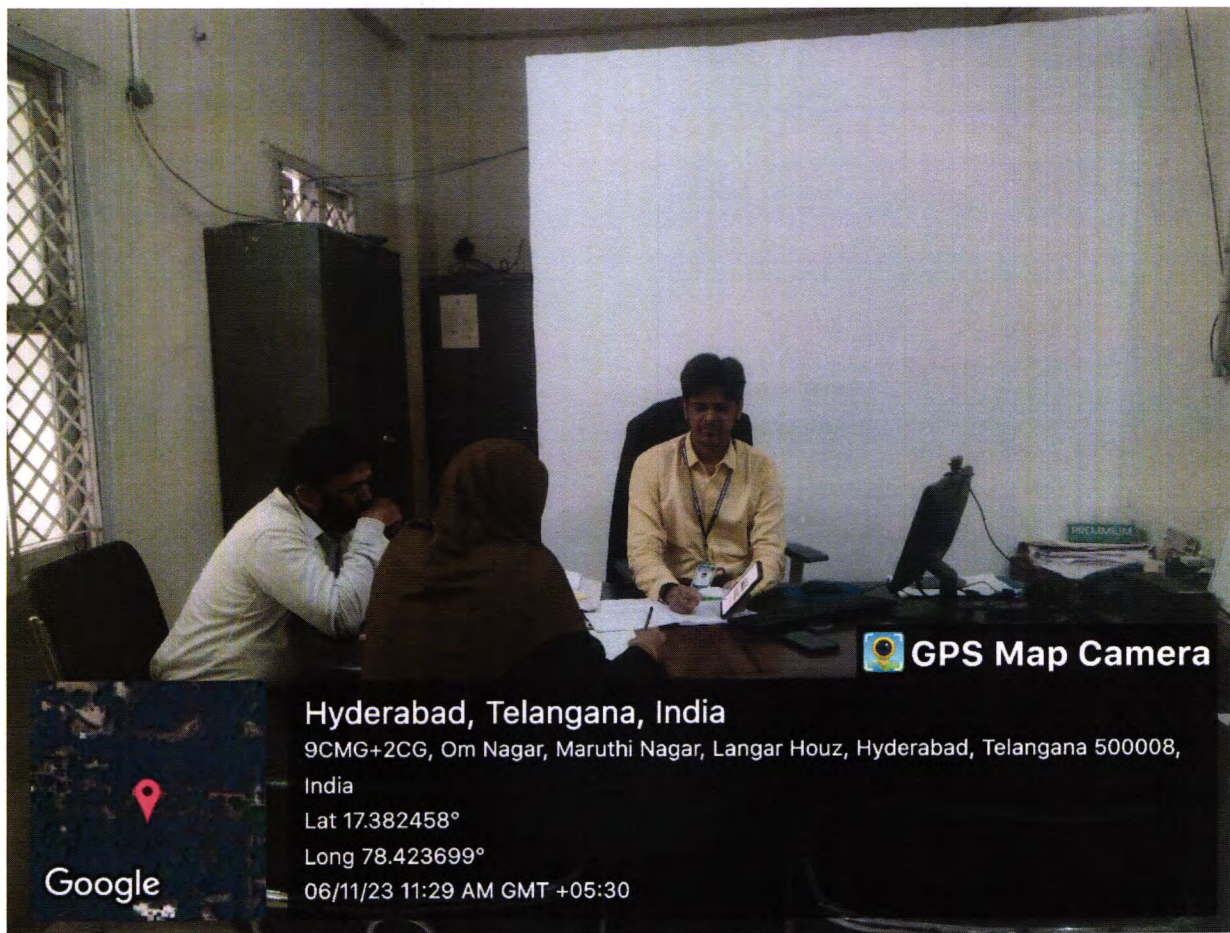 PREMIUM
GPS Map Camera
Hyderabad, Telangana, India
9CMG+2CG, Om Nagar, Maruthi Nagar, Langar Houz, Hyderabad, Telangana 500008,
India
Lat 17.382458°
Long 78.423699°
06/11/23 11:29 AM GMT +05:30
Google